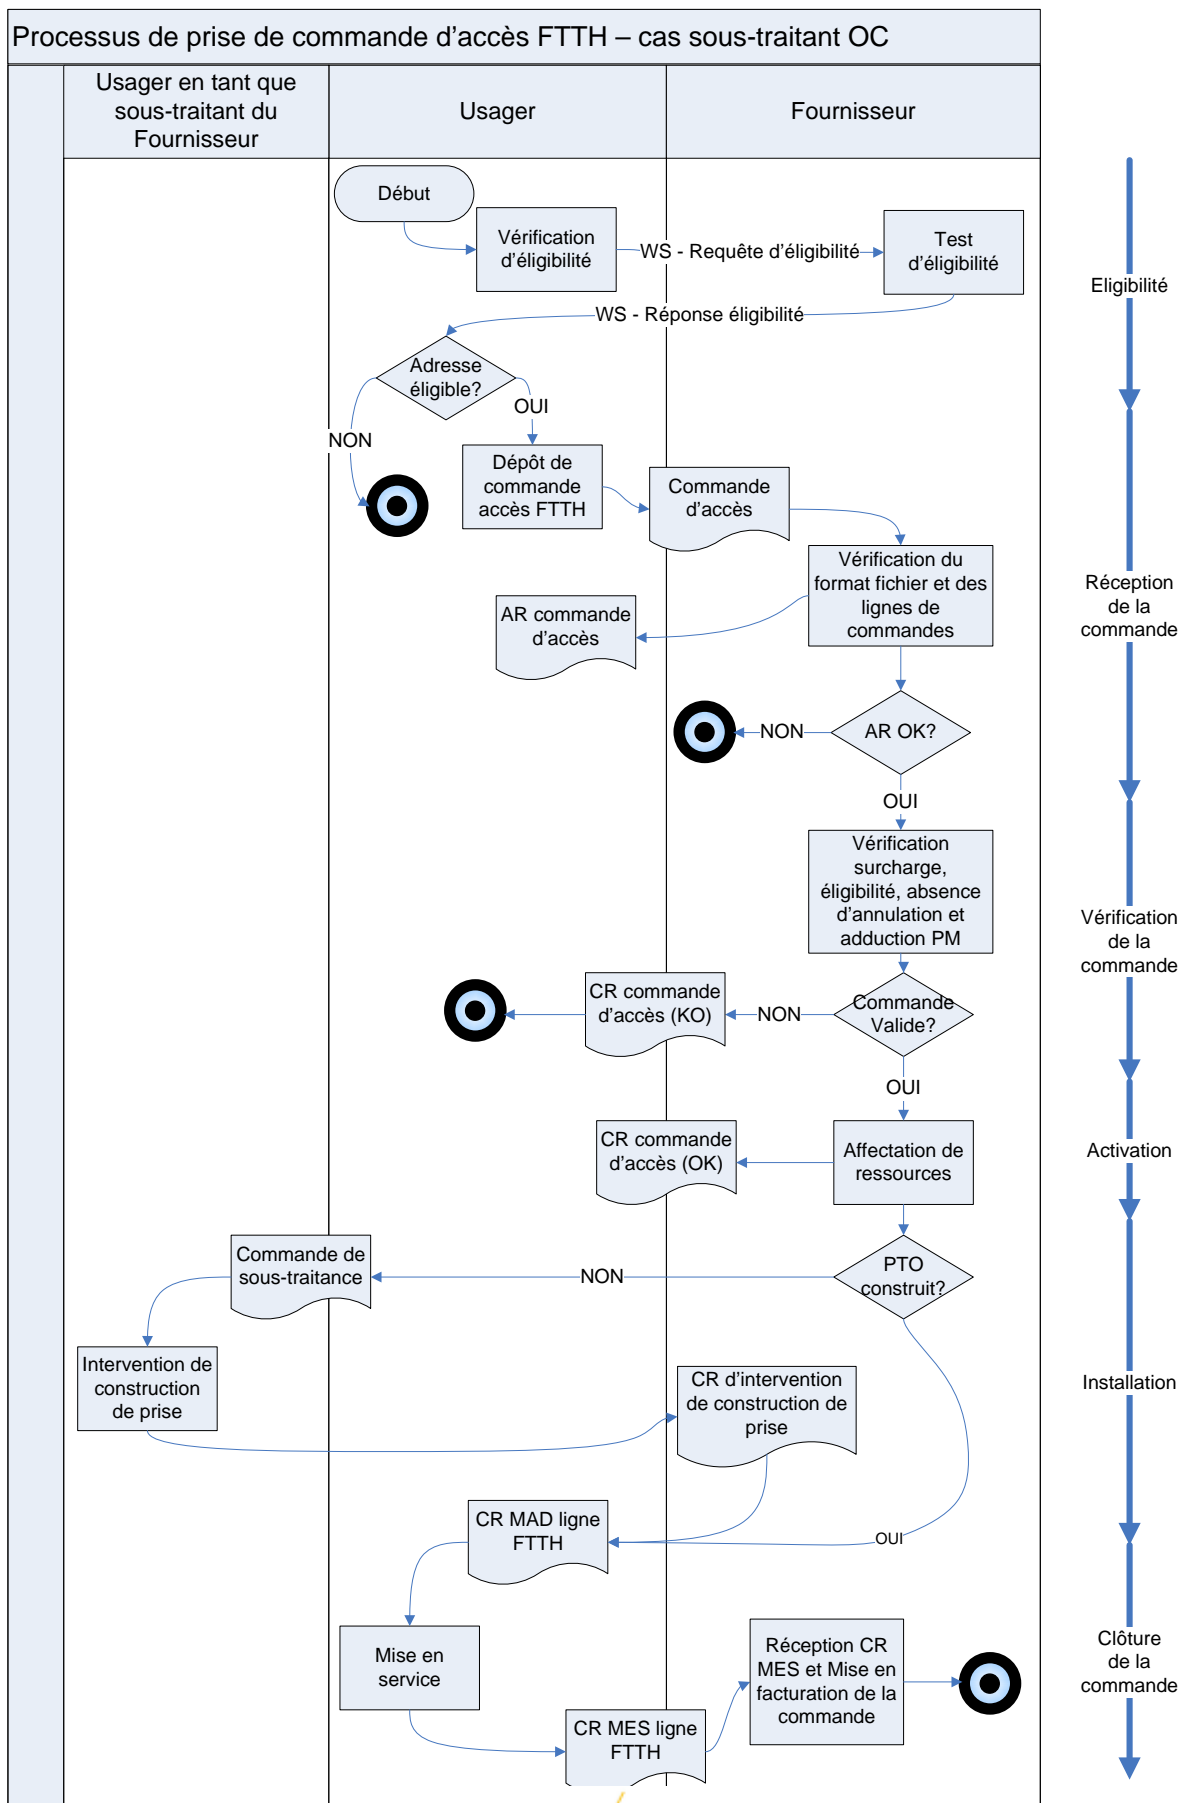 Processus de prise de commande d'accès FTTH – cas sous-traitant OC
Usager en tant que
sous-traitant du
Fournisseur
Usager
Fournisseur
Début
Vérification
d'éligibilité
WS - Requête d'éligibilité
Test
d'éligibilité
Eligibilité
WS - Réponse éligibilité
Adresse
éligible?
OUI
NON
Dépôt de
commande
accès FTTH
Commande
d'accès
Vérification du
format fichier et des
lignes de
commandes
AR commande
d'accès
Réception
de la
commande
NON
AR OK?
OUI
Vérification
surcharge,
éligibilité, absence
d'annulation et
adduction PM
Vérification
de la
commande
CR commande
d'accès (KO)
NON
Commande
Valide?
OUI
CR commande
d'accès (OK)
Affectation de
ressources
Activation
Commande de
sous-traitance
NON
PTO
construit?
Intervention de
construction
de prise
CR d'intervention
de construction de
prise
Installation
CR MAD ligne
FTTH
OUI
Mise en
service
Réception CR
MES et Mise en
facturation de la
commande
Clôture
de la
commande
CR MES ligne
FTTH